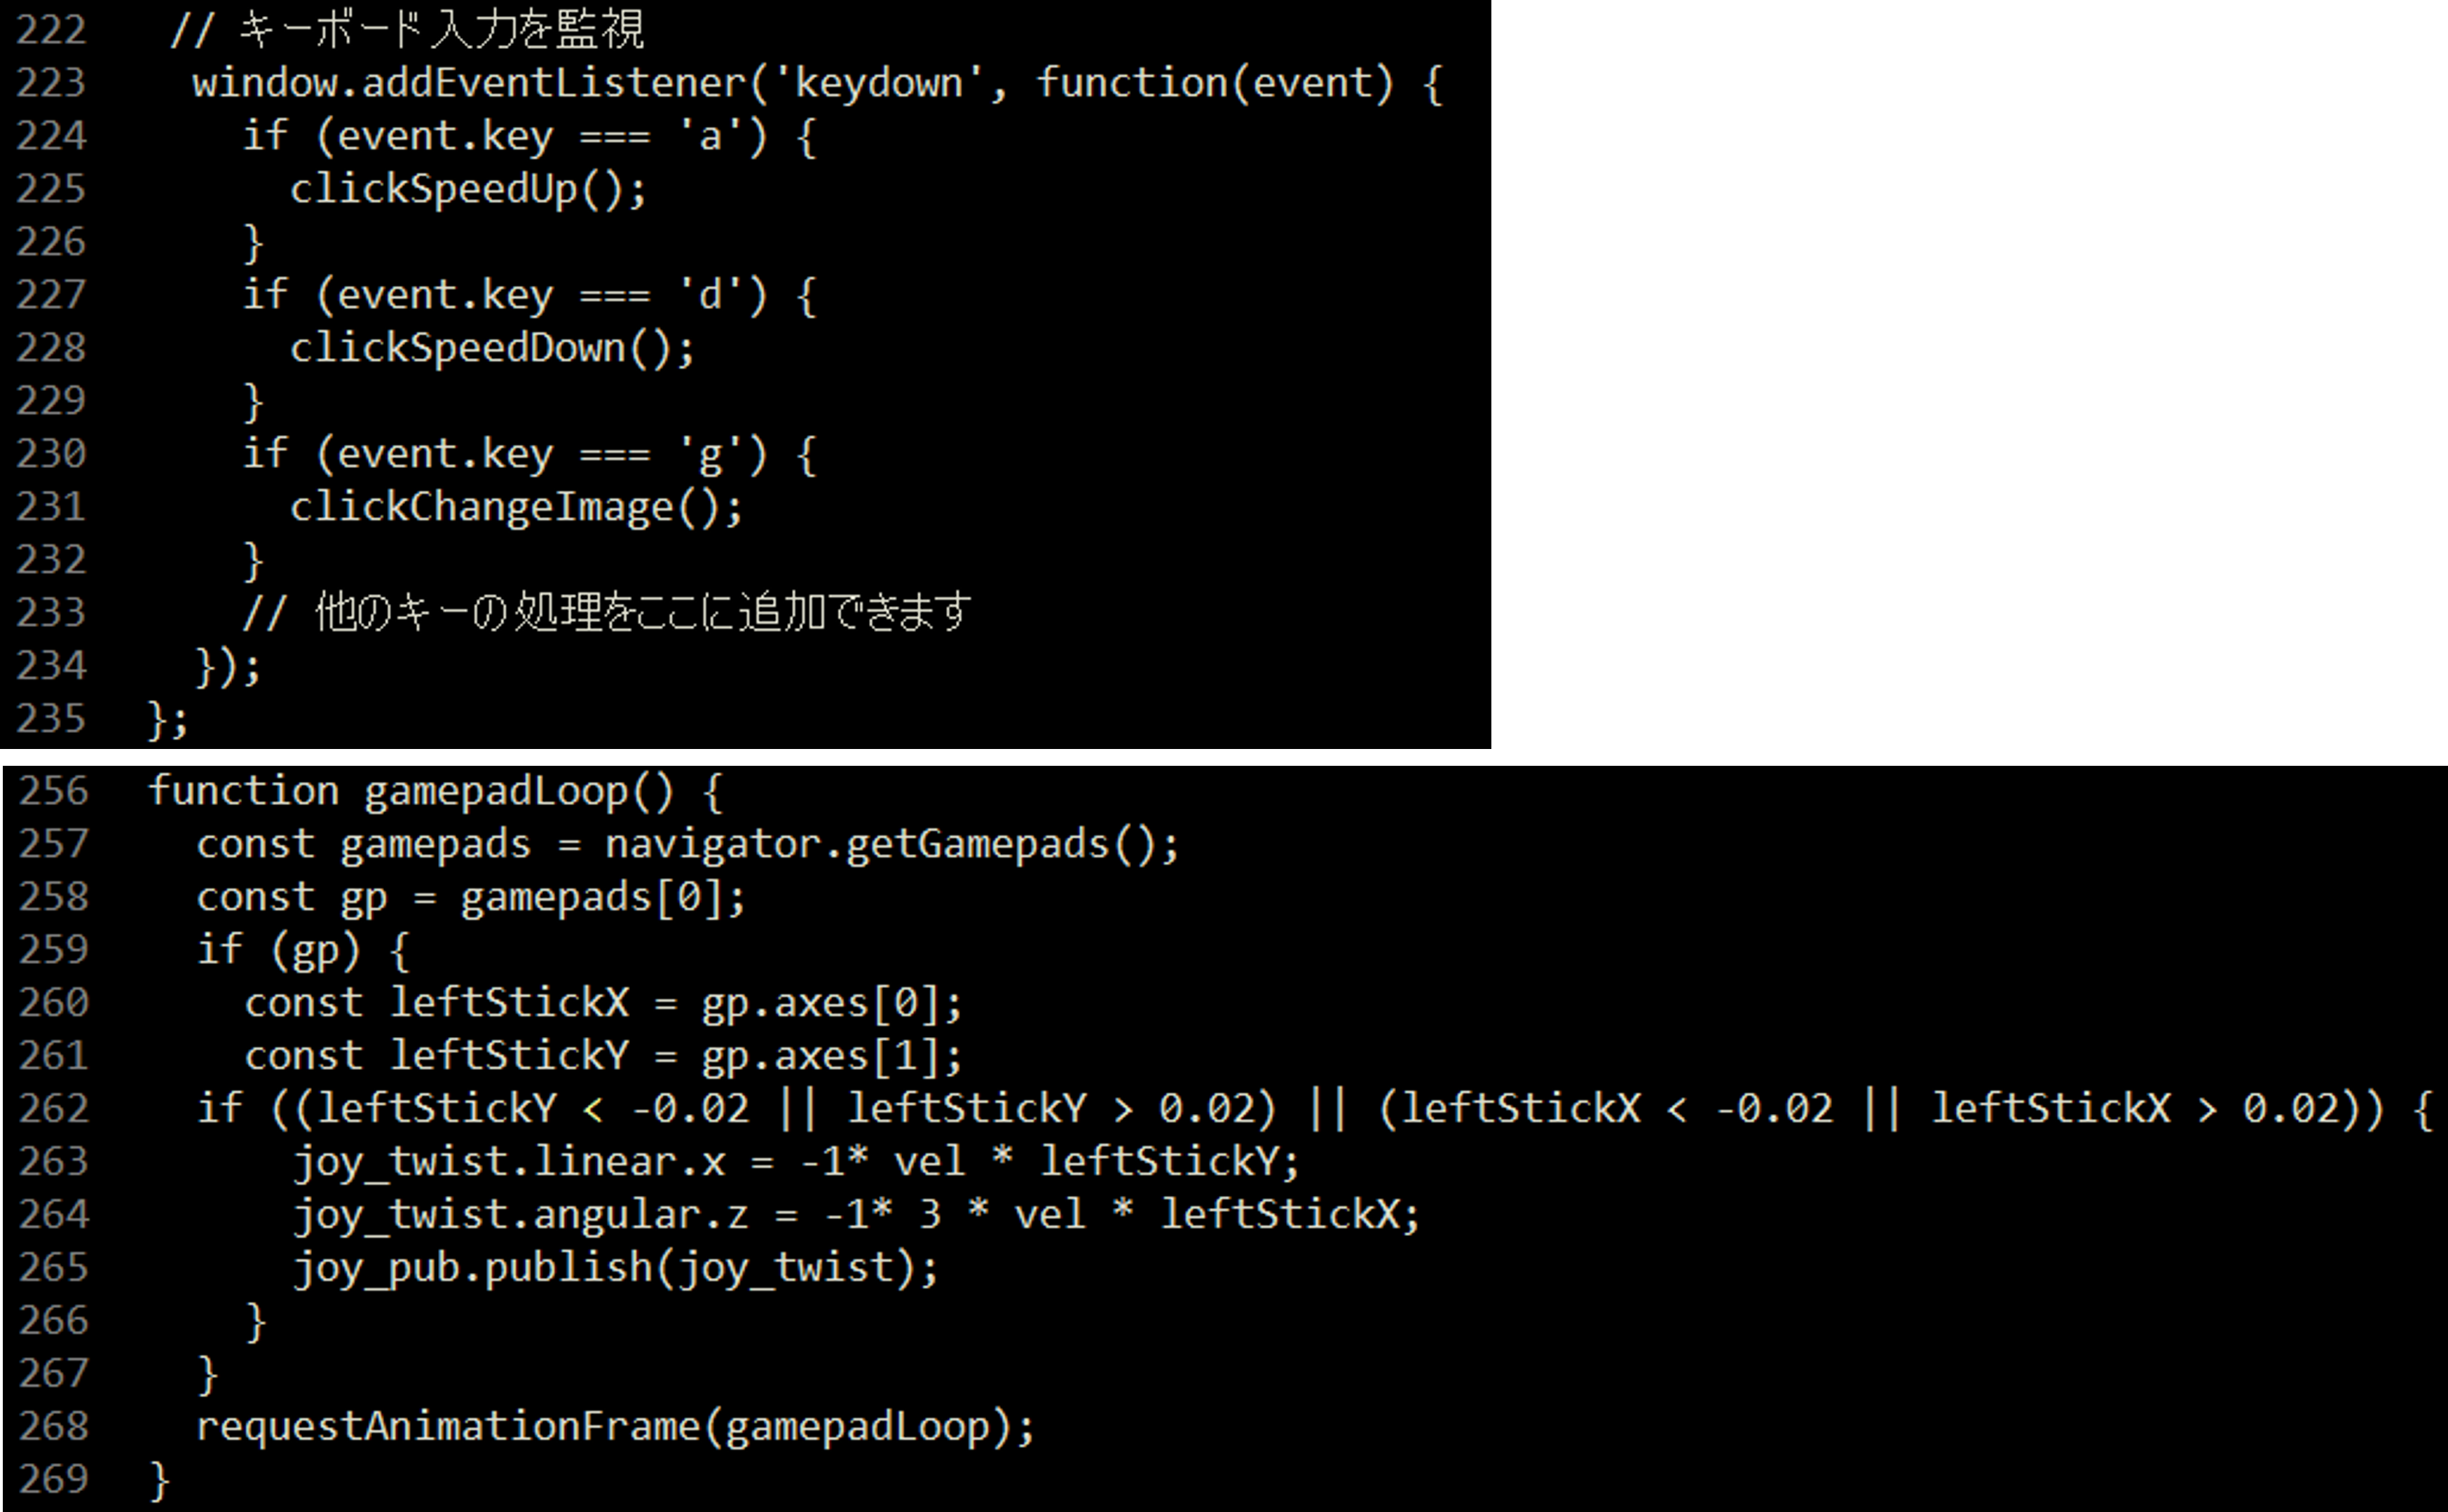 222 // キーボード入力を監視
223 window.addEventListener('keydown', function(event) {
224 if (event.key === 'a') {
225 clickSpeedUp();
226 }
227 if (event.key === 'd') {
228 clickSpeedDown();
229 }
230 if (event.key === 'g') {
231 clickChangeImage();
232 }
233 // 他のキーの処理をここに追加できます
234 });
235 };
256 function gamepadLoop() {
257 const gamepads = navigator.getGamepads();
258 const gp = gamepads[0];
259 if (gp) {
260 const leftStickX = gp.axes[0];
261 const leftStickY = gp.axes[1];
262 if ((leftStickY < -0.02 || leftStickY > 0.02) || (leftStickX < -0.02 || leftStickX > 0.02)) {
263 joy_twist.linear.x = -1* vel * leftStickY;
264 joy_twist.angular.z = -1* 3 * vel * leftStickX;
265 joy_pub.publish(joy_twist);
266 }
267 }
268 requestAnimationFrame(gamepadLoop);
269 }